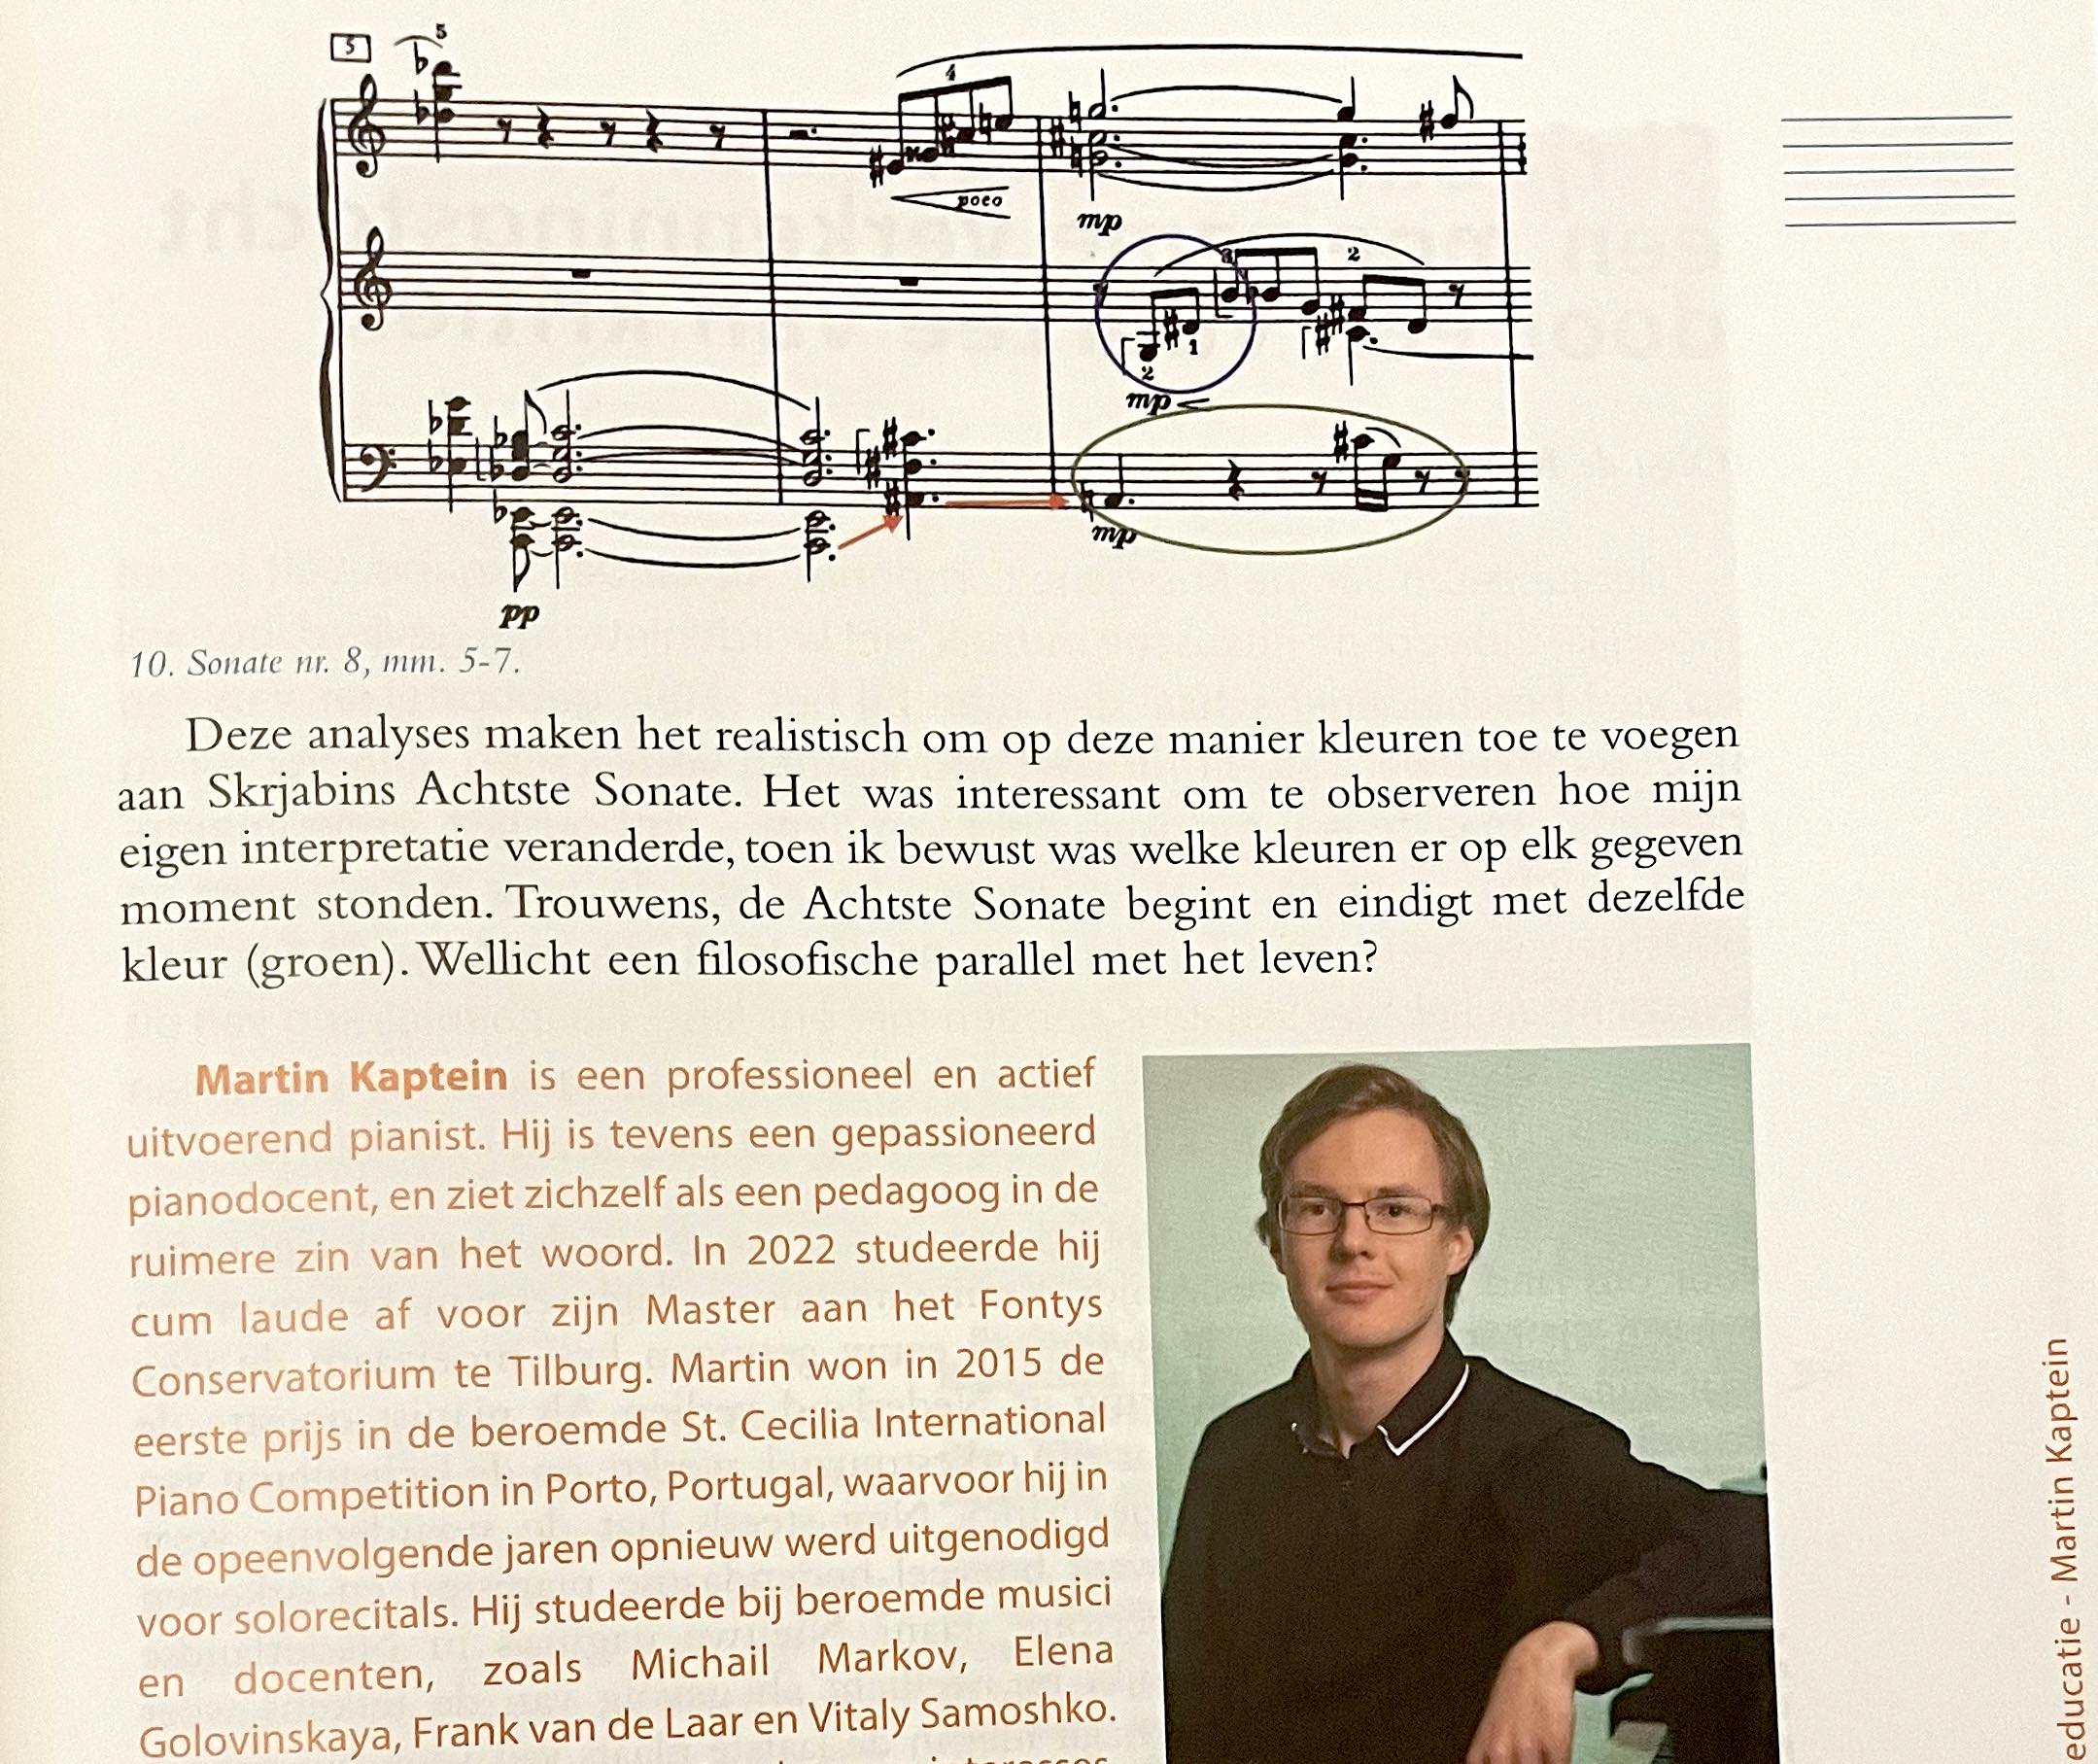 5
5
4
poco
mp
3
2
1
2
mp
mp
pp
10. Sonate nr. 8, mm. 5-7.
Deze analyses maken het realistisch om op deze manier kleuren toe te voegen
aan Skrjabins Achtste Sonate. Het was interessant om te observeren hoe mijn
eigen interpretatie veranderde, toen ik bewust was welke kleuren er op elk gegeven
moment stonden. Trouwens, de Achtste Sonate begint en eindigt met dezelfde
kleur (groen). Wellicht een filosofische parallel met het leven?
Martin Kaptein is een professioneel en actief
uitvoerend pianist. Hij is tevens een gepassioneerd
pianodocent, en ziet zichzelf als een pedagoog in de
ruimere zin van het woord. In 2022 studeerde hij
cum laude af voor zijn Master aan het Fontys
Conservatorium te Tilburg. Martin won in 2015 de
eerste prijs in de beroemde St. Cecilia International
Piano Competition in Porto, Portugal, waarvoor hij in
de opeenvolgende jaren opnieuw werd uitgenodigd
voor solorecitals. Hij studeerde bij beroemde musici
en docenten, zoals Michail Markov, Elena
Golovinskaya, Frank van de Laar en Vitaly Samoshko.
educatie - Martin Kaptein